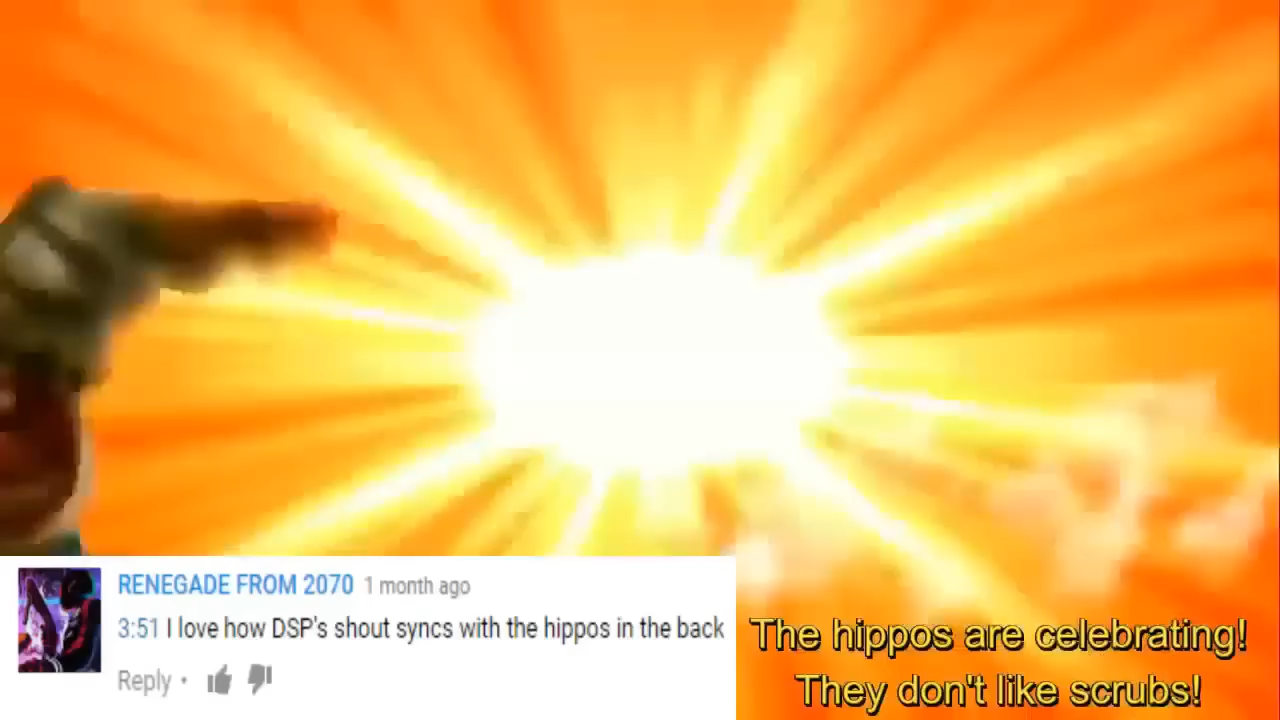 RENEGADE FROM 2070 1 month ago
3:51 I love how DSP's shout syncs with the hippos in the back
Reply •
The hippos are celebrating!
They don't like scrubs!